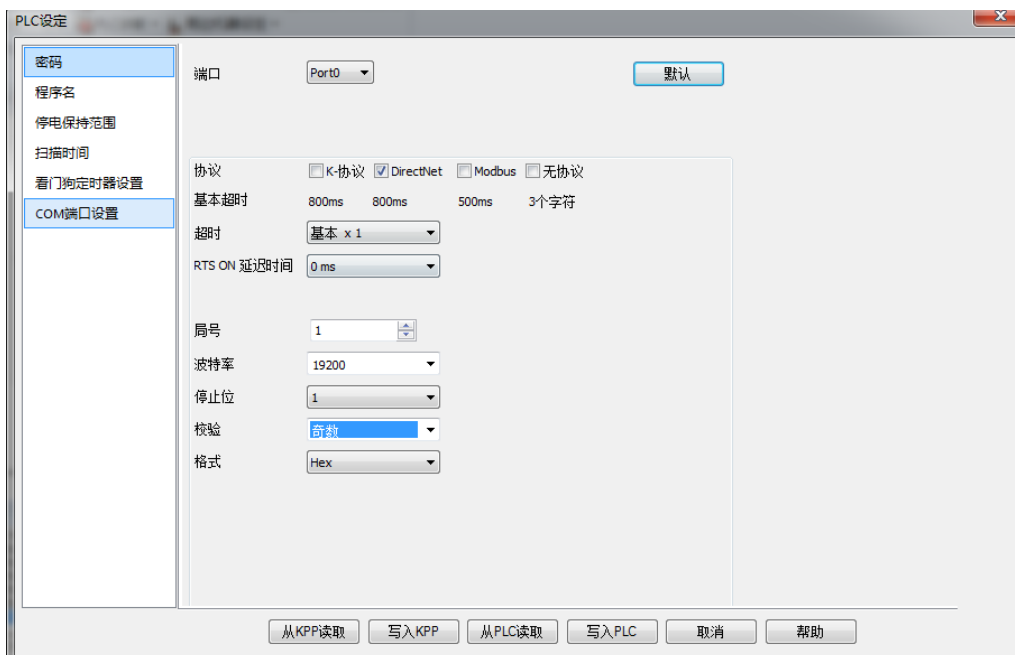 PLC设定
密码
程序名
停电保持范围
扫描时间
看门狗定时器设置
COM端口设置
端口 Port0 默认
协议 K-协议 DirectNet Modbus 无协议
基本超时 800ms 800ms 500ms 3个字符
超时 基本 x 1
RTS ON 延迟时间 0 ms
局号 1
波特率 19200
停止位 1
校验 奇数
格式 Hex
从KPP读取 写入KPP 从PLC读取 写入PLC 取消 帮助